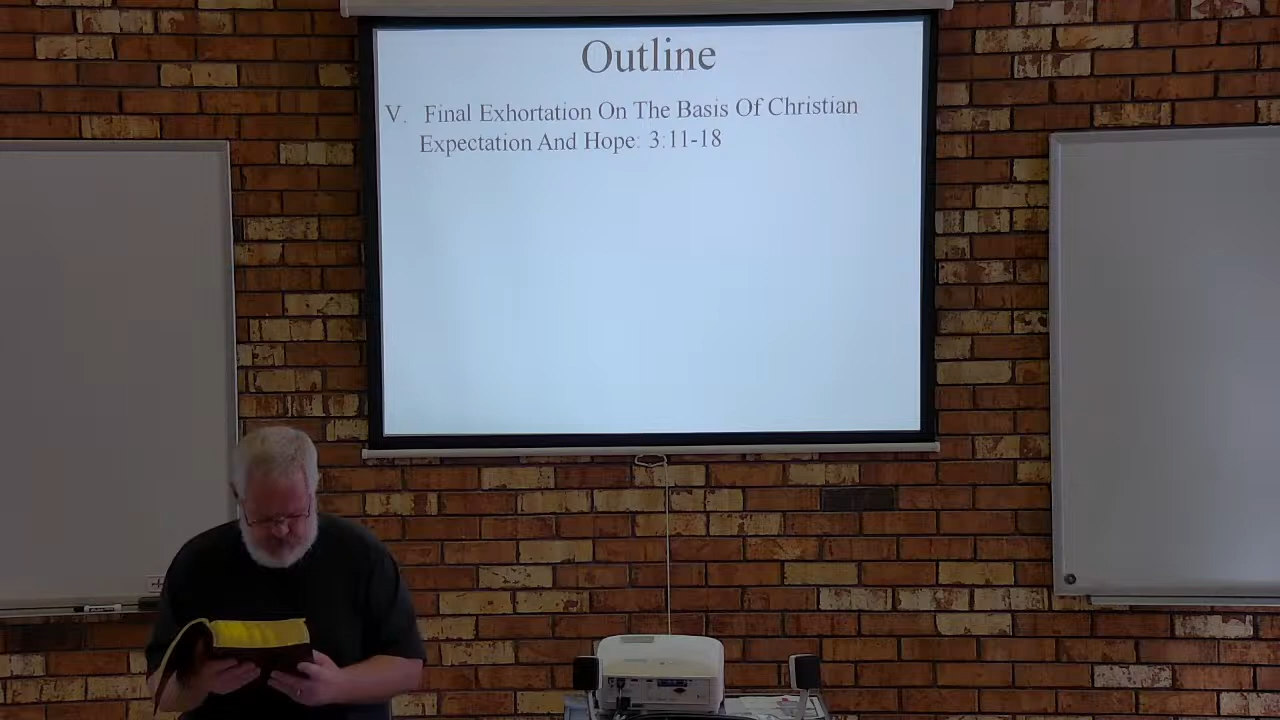 Outline
V. Final Exhortation On The Basis Of Christian
Expectation And Hope: 3:11-18